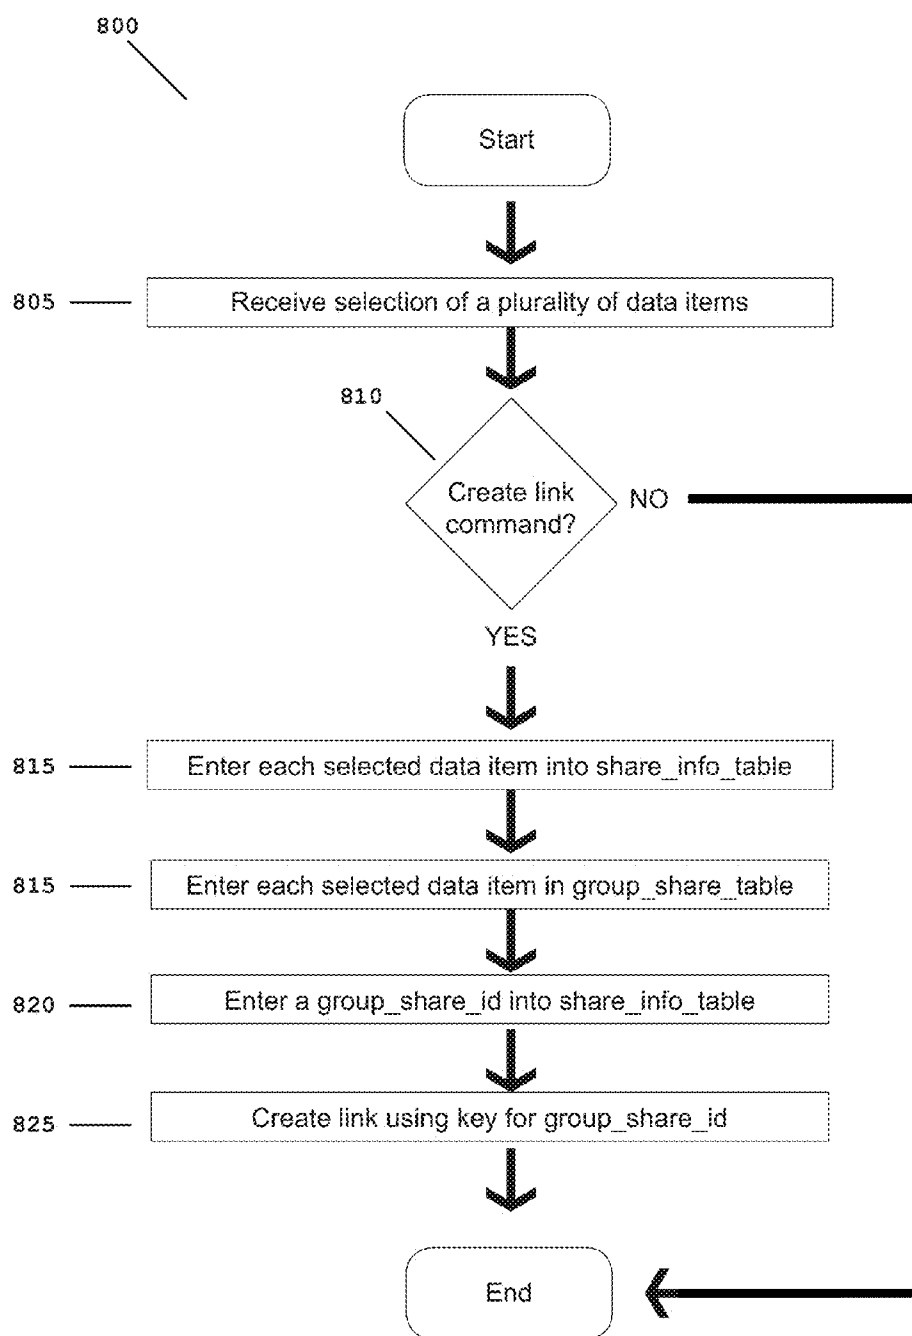 800
Start
805
Receive selection of a plurality of data items
810
Create link
command?
NO
YES
815
Enter each selected data item into share_info_table
815
Enter each selected data item in group_share_table
820
Enter a group_share_id into share_info_table
825
Create link using key for group_share_id
End